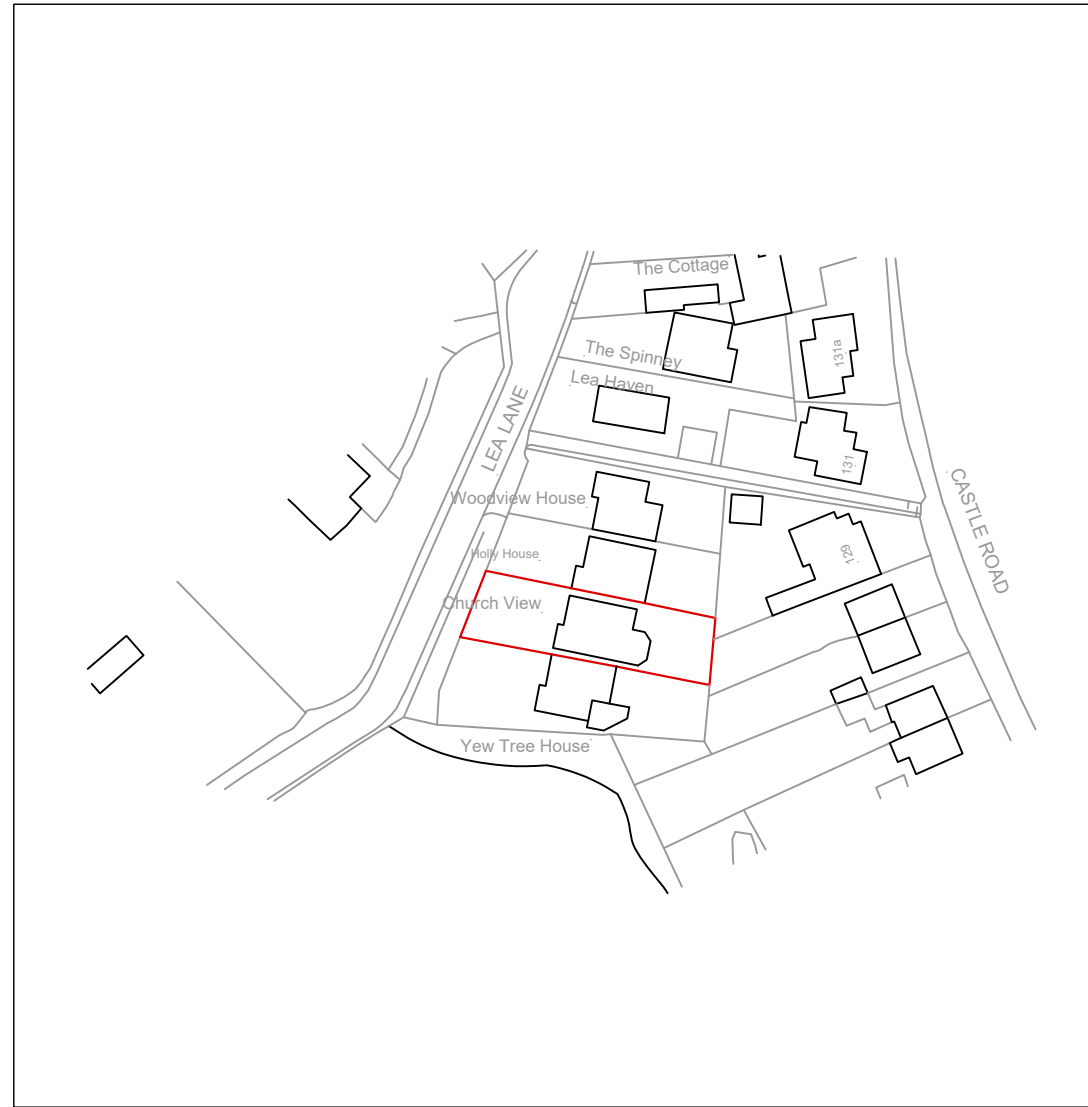 The Cottage
The Spinney
131a
Lea Haven
LEA LANE
131
CASTLE ROAD
Woodview House
Holly House
129
Church View
Yew Tree House